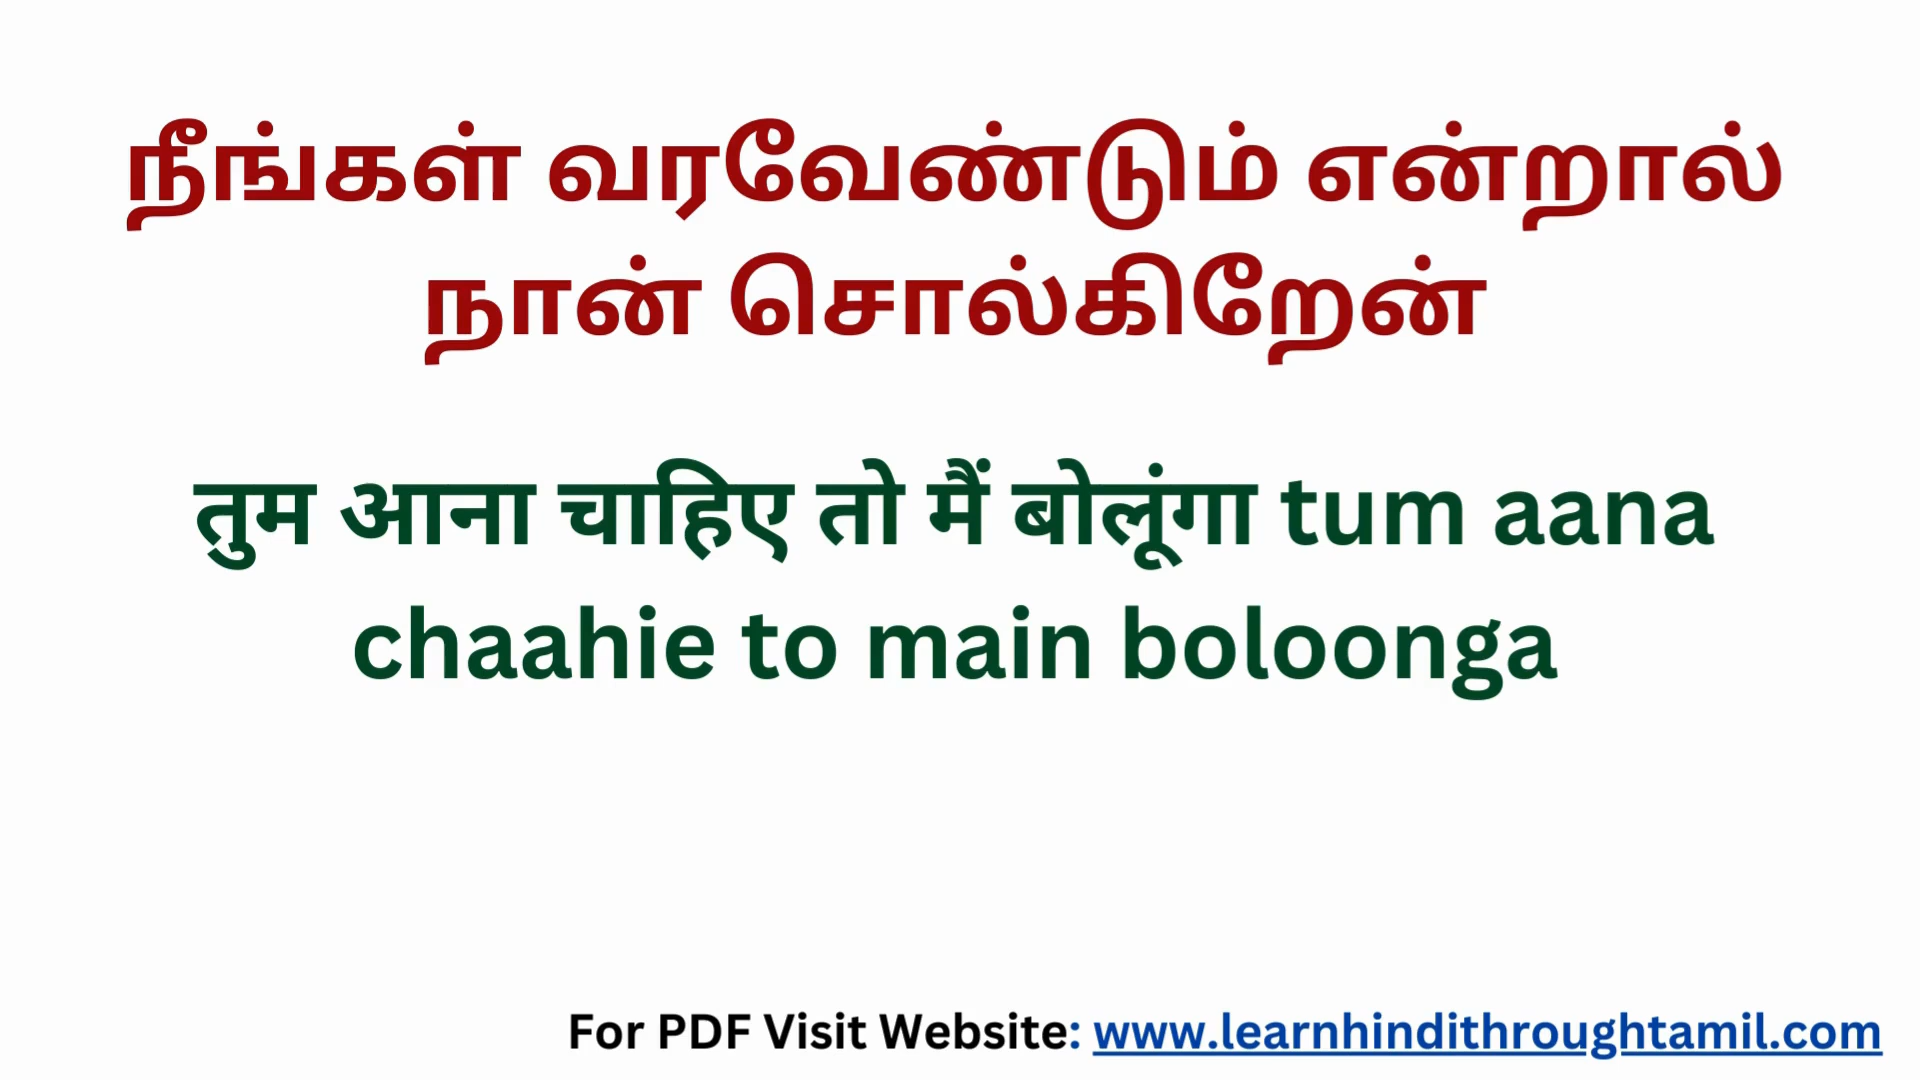 நீங்கள் வரவேண்டும் என்றால்
நான் சொல்கிறேன்
तुम आना चाहिए तो मैं बोलूंगा tum aana
chaahie to main boloonga
For PDF Visit Website: www.learnhindithroughtamil.com